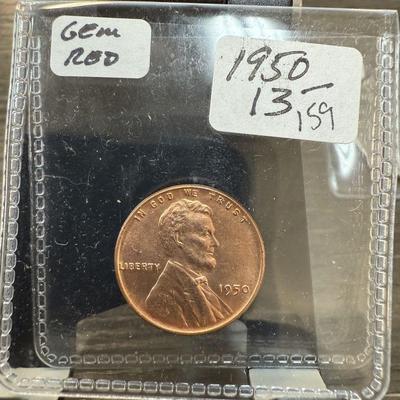 GEM
RED
1950
13-
159
IN GOD WE TRUST
LIBERTY
1950